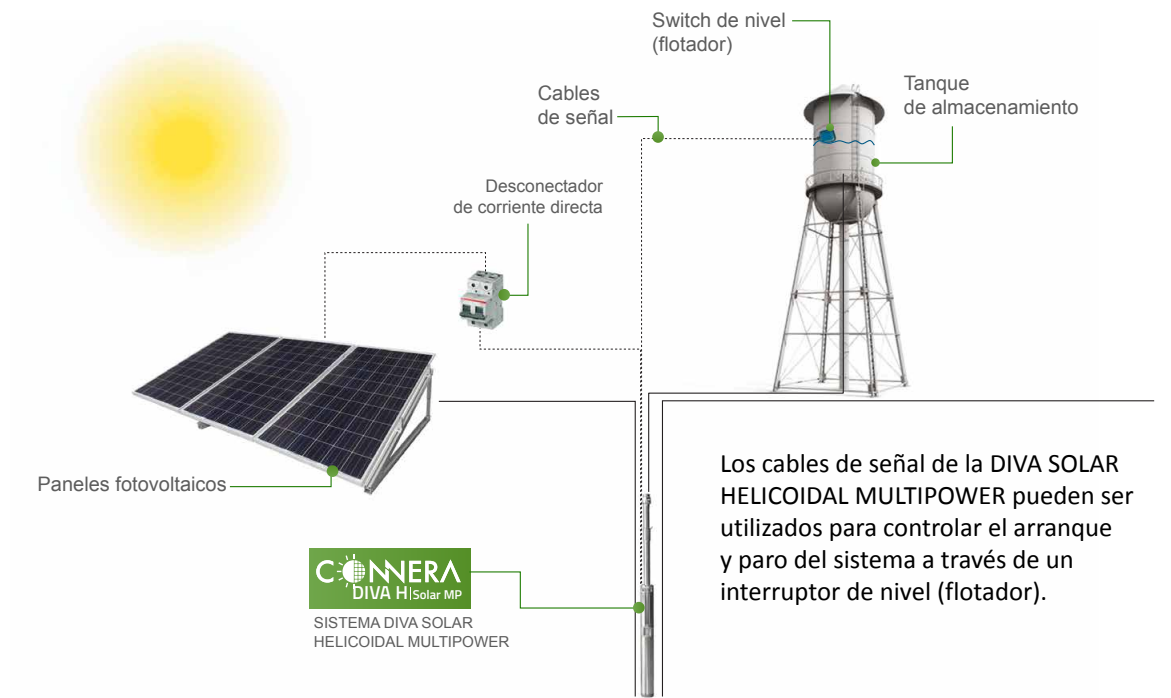 Switch de nivel
(flotador)
Cables
de señal
Tanque
de almacenamiento
Desconectador
de corriente directa
Paneles fotovoltaicos
Los cables de señal de la DIVA SOLAR
HELICOIDAL MULTIPOWER pueden ser
utilizados para controlar el arranque
y paro del sistema a través de un
interruptor de nivel (flotador).
CONNERA
DIVA H|Solar MP
SISTEMA DIVA SOLAR
HELICOIDAL MULTIPOWER